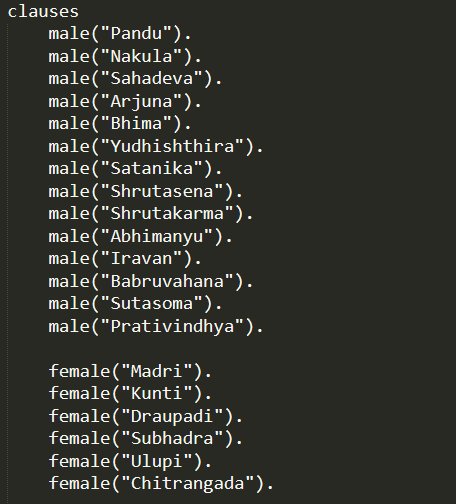 clauses
    male("Pandu").
    male("Nakula").
    male("Sahadeva").
    male("Arjuna").
    male("Bhima").
    male("Yudhishthira").
    male("Satanika").
    male("Shrutasena").
    male("Shrutakarma").
    male("Abhimanyu").
    male("Iravan").
    male("Babruvahana").
    male("Sutasoma").
    male("Prativindhya").

    female("Madri").
    female("Kunti").
    female("Draupadi").
    female("Subhadra").
    female("Ulupi").
    female("Chitrangada").